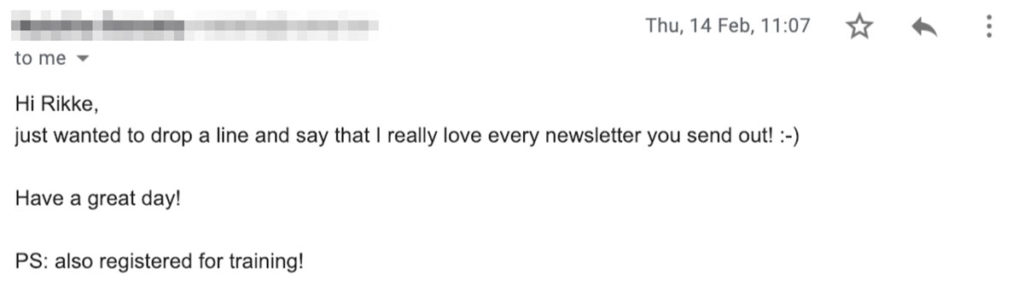 Thu, 14 Feb, 11:07
to me
Hi Rikke,
just wanted to drop a line and say that I really love every newsletter you send out! :-)
Have a great day!
PS: also registered for training!